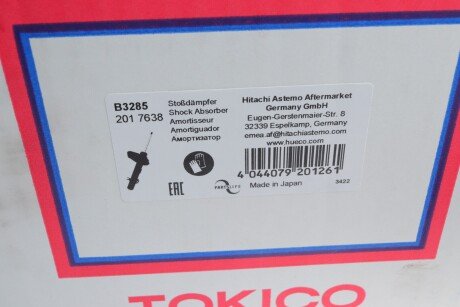 B3285
201 7638
Stoßdämpfer
Shock Absorber
Amortisseur
Amortiguador
Амортизатор
Hitachi Astemo Aftermarket
Germany GmbH
Eugen-Gerstenmaier-Str. 8
32339 Espelkamp, Germany
emea.af@hitachiastemo.com
www.hueco.com
4 044079 201261
EAC
PARTSLIFE
Made in Japan
3422
TOKICO